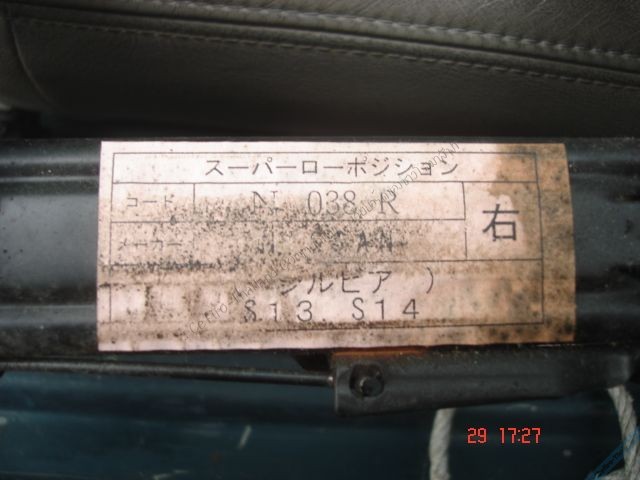 スーパーローポジション
コード N 038 R
右
メーカー
シルビア )
S13 S14
29 17:27